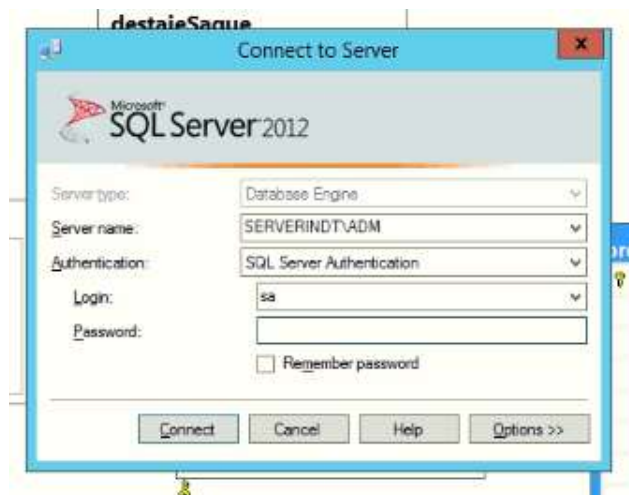 destajeSaque
Connect to Server
x
Microsoft®
SQL Server 2012
Server type:
Database Engine
Server name:
SERVERINDT\ADM
Authentication:
SQL Server Authentication
Login:
sa
Password:
Remember password
Connect
Cancel
Help
Options >>